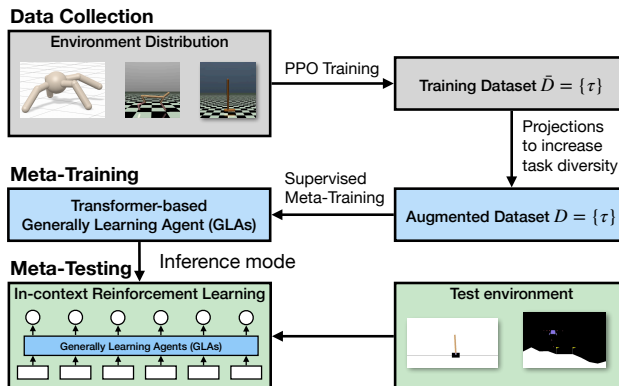 Data Collection
Environment Distribution
PPO Training
Training Dataset D̄ = {τ}
Projections
to increase
task diversity
Meta-Training
Transformer-based
Generally Learning Agent (GLAs)
Supervised
Meta-Training
Augmented Dataset D = {τ}
Inference mode
Meta-Testing
In-context Reinforcement Learning
Generally Learning Agents (GLAs)
Test environment